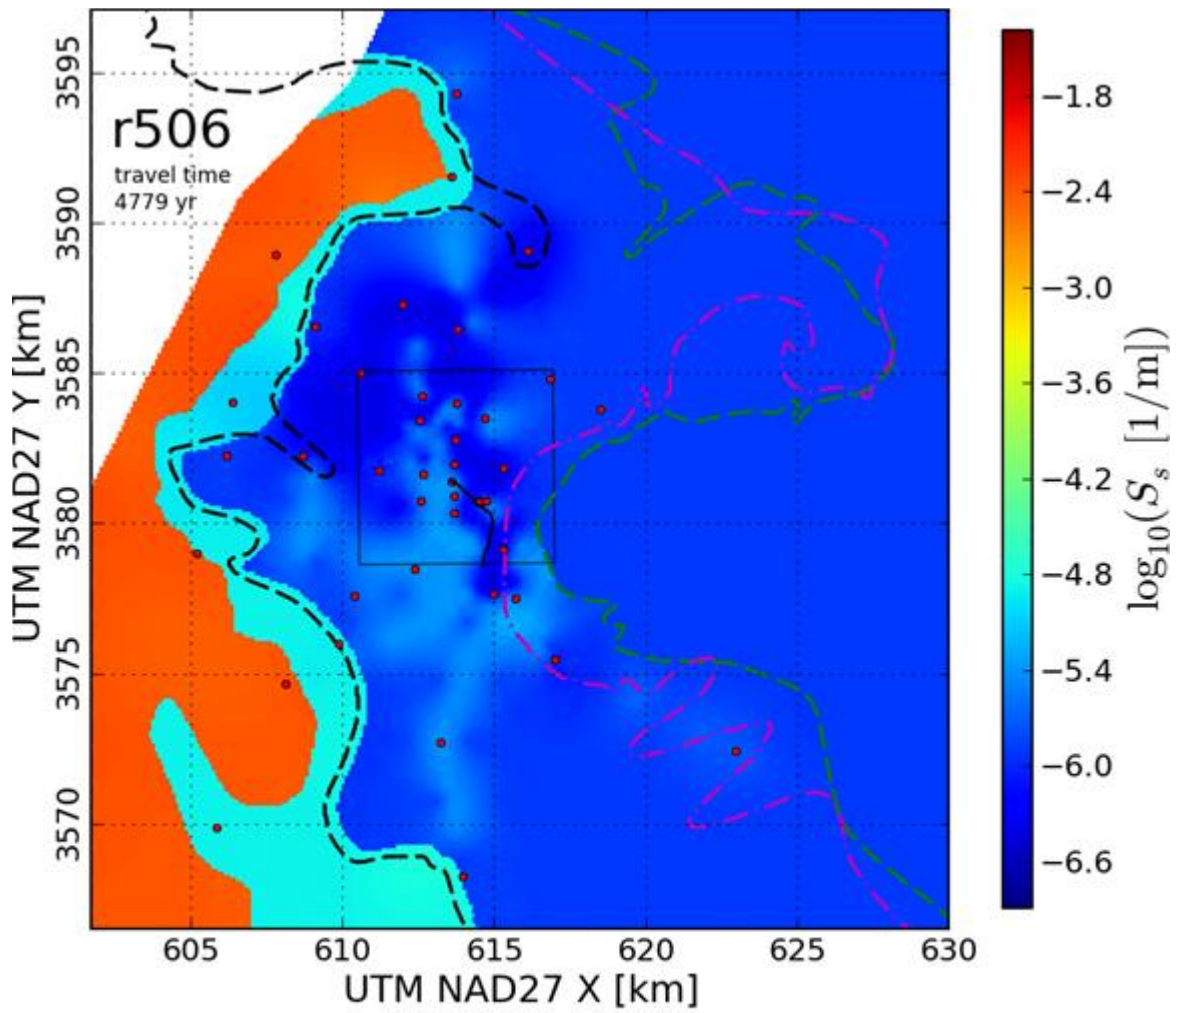 r506
travel time
4779 yr
3595
3590
3585
3580
3575
3570
UTM NAD27 Y [km]
605 610 615 620 625 630
UTM NAD27 X [km]
−1.8
−2.4
−3.0
−3.6
−4.2
−4.8
−5.4
−6.0
−6.6
log₁₀(Sₛ [1/m])